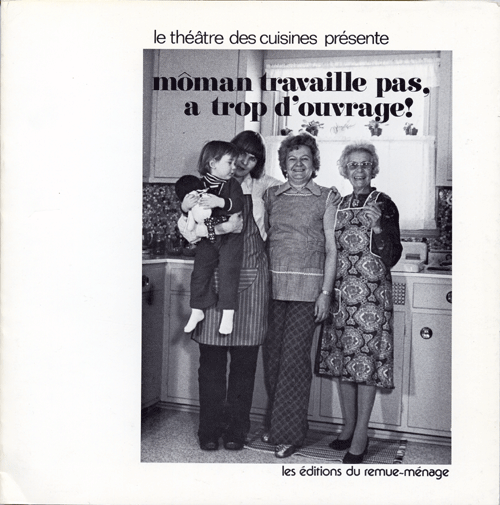 le théâtre des cuisines présente
môman travaille pas,
a trop d'ouvrage!
les éditions du remue-ménage